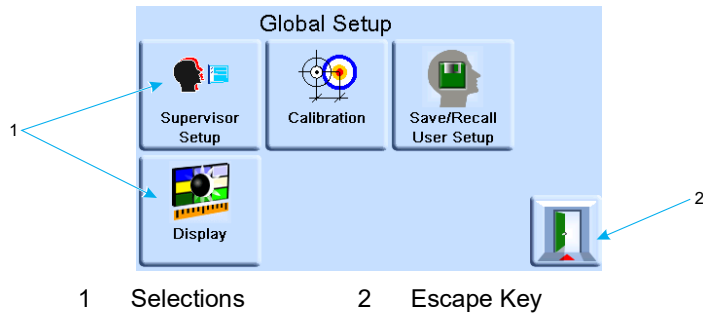 Global Setup
Supervisor
Setup
Calibration
Save/Recall
User Setup
1
Display
2
1 Selections 2 Escape Key